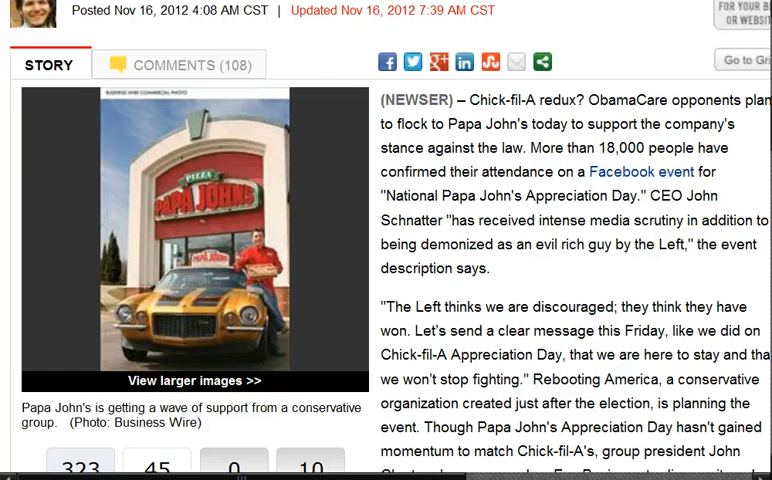 Posted Nov 16, 2012 4:08 AM CST | Updated Nov 16, 2012 7:39 AM CST
FOR YOUR B
OR WEBSIT
STORY
COMMENTS (108)
Go to Gri
BUSINESS WIRE COMMERCIAL PHOTO
PIZZA
PAPA JOHNS
PAPA JOHNS
View larger images >>
Papa John's is getting a wave of support from a conservative
group. (Photo: Business Wire)
323 45 0 10
(NEWSER) – Chick-fil-A redux? ObamaCare opponents plan
to flock to Papa John's today to support the company's
stance against the law. More than 18,000 people have
confirmed their attendance on a Facebook event for
"National Papa John's Appreciation Day." CEO John
Schnatter "has received intense media scrutiny in addition to
being demonized as an evil rich guy by the Left," the event
description says.
"The Left thinks we are discouraged; they think they have
won. Let’s send a clear message this Friday, like we did on
Chick-fil-A Appreciation Day, that we are here to stay and tha
we won’t stop fighting." Rebooting America, a conservative
organization created just after the election, is planning the
event. Though Papa John's Appreciation Day hasn't gained
momentum to match Chick-fil-A's, group president John